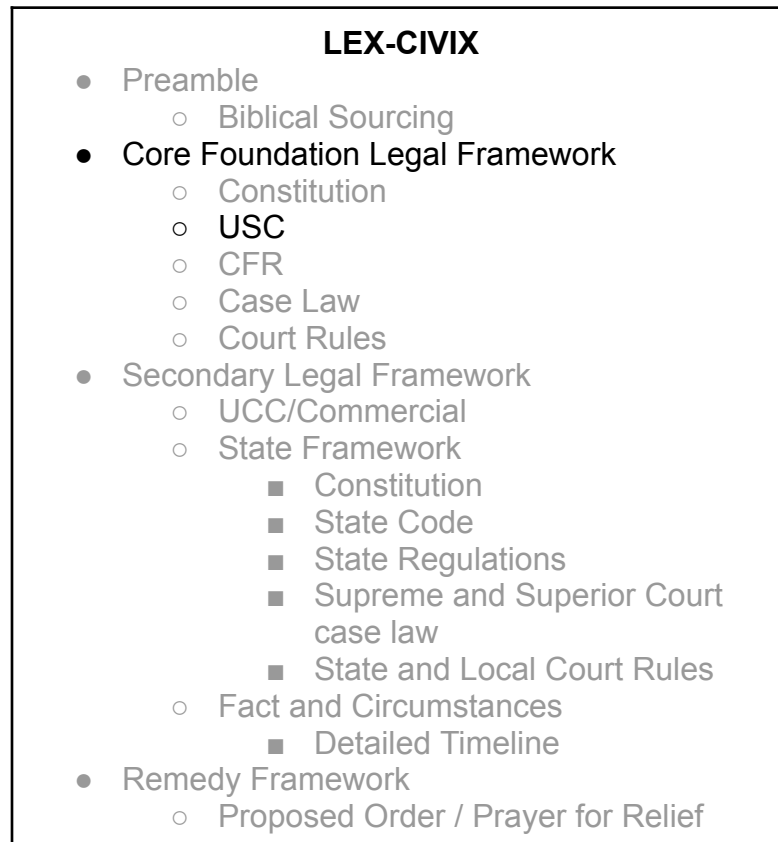 LEX-CIVIX
● Preamble
○ Biblical Sourcing
● Core Foundation Legal Framework
○ Constitution
○ USC
○ CFR
○ Case Law
○ Court Rules
● Secondary Legal Framework
○ UCC/Commercial
○ State Framework
■ Constitution
■ State Code
■ State Regulations
■ Supreme and Superior Court
case law
■ State and Local Court Rules
○ Fact and Circumstances
■ Detailed Timeline
● Remedy Framework
○ Proposed Order / Prayer for Relief